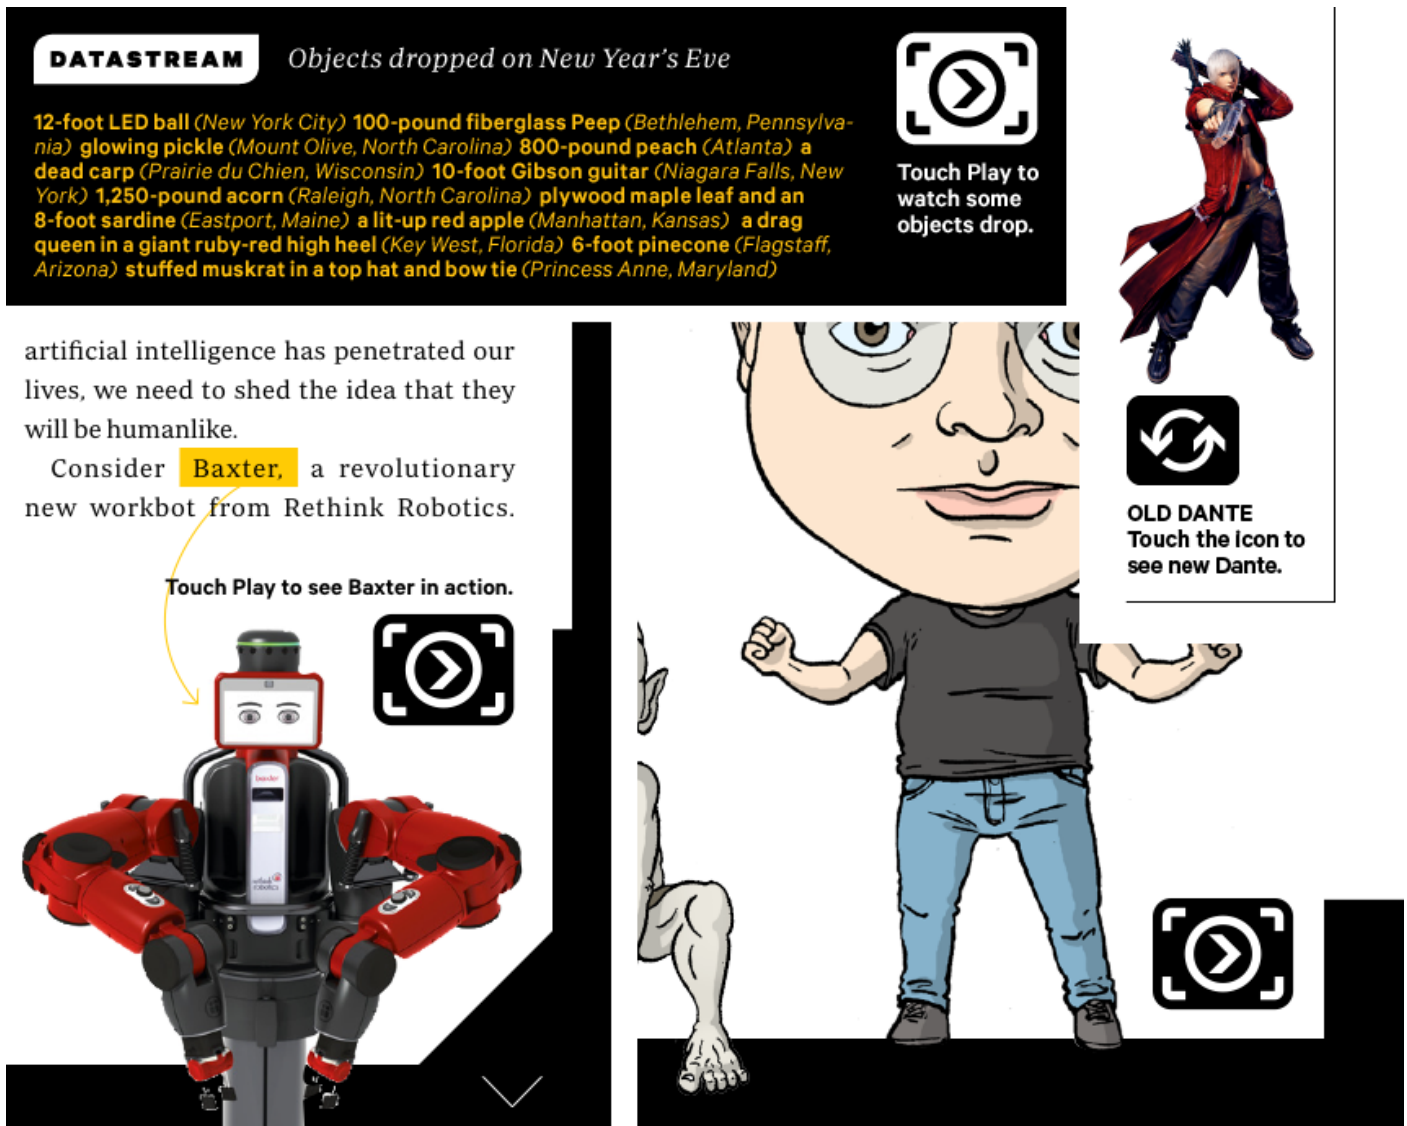 DATASTREAM Objects dropped on New Year's Eve
12-foot LED ball (New York City) 100-pound fiberglass Peep (Bethlehem, Pennsylva-
nia) glowing pickle (Mount Olive, North Carolina) 800-pound peach (Atlanta) a
dead carp (Prairie du Chien, Wisconsin) 10-foot Gibson guitar (Niagara Falls, New
York) 1,250-pound acorn (Raleigh, North Carolina) plywood maple leaf and an
8-foot sardine (Eastport, Maine) a lit-up red apple (Manhattan, Kansas) a drag
queen in a giant ruby-red high heel (Key West, Florida) 6-foot pinecone (Flagstaff,
Arizona) stuffed muskrat in a top hat and bow tie (Princess Anne, Maryland)
Touch Play to
watch some
objects drop.
OLD DANTE
Touch the icon to
see new Dante.
artificial intelligence has penetrated our
lives, we need to shed the idea that they
will be humanlike.
Consider Baxter, a revolutionary
new workbot from Rethink Robotics.
Touch Play to see Baxter in action.
baxter
rethink
robotics